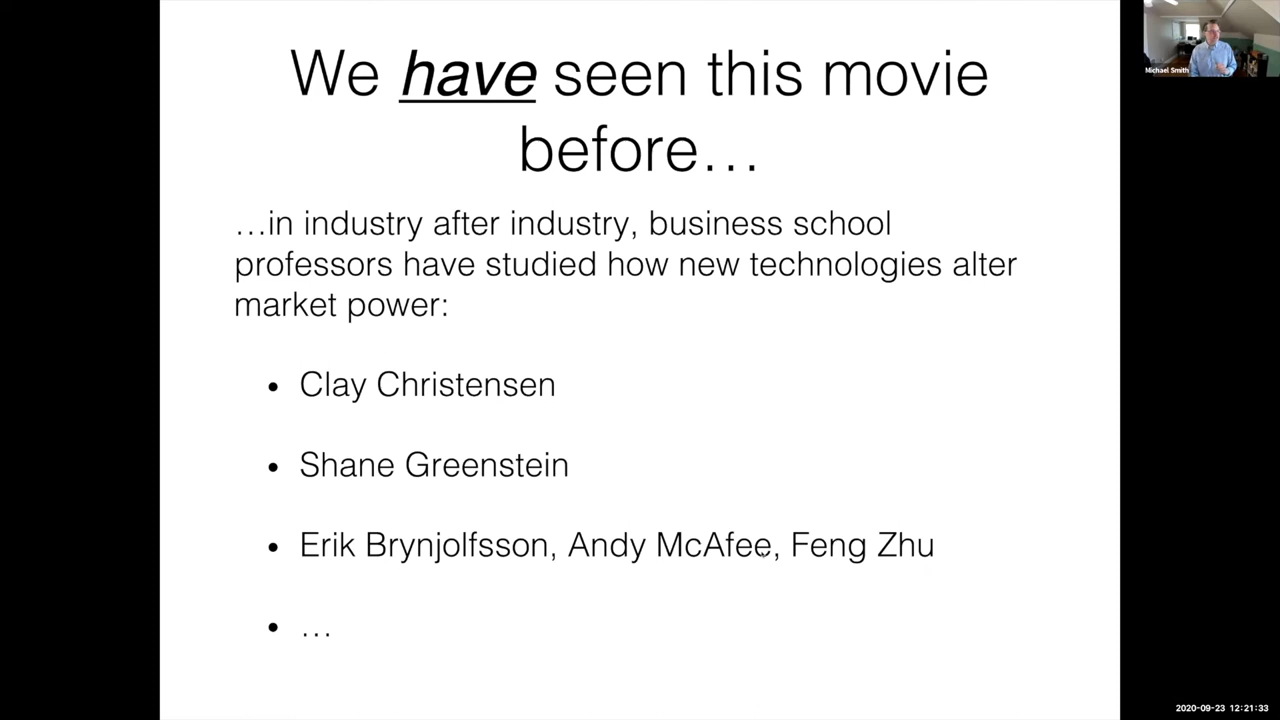 We have seen this movie
before…
…in industry after industry, business school
professors have studied how new technologies alter
market power:
• Clay Christensen
• Shane Greenstein
• Erik Brynjolfsson, Andy McAfee, Feng Zhu
• …
Michael Smith
2020-09-23 12:21:33